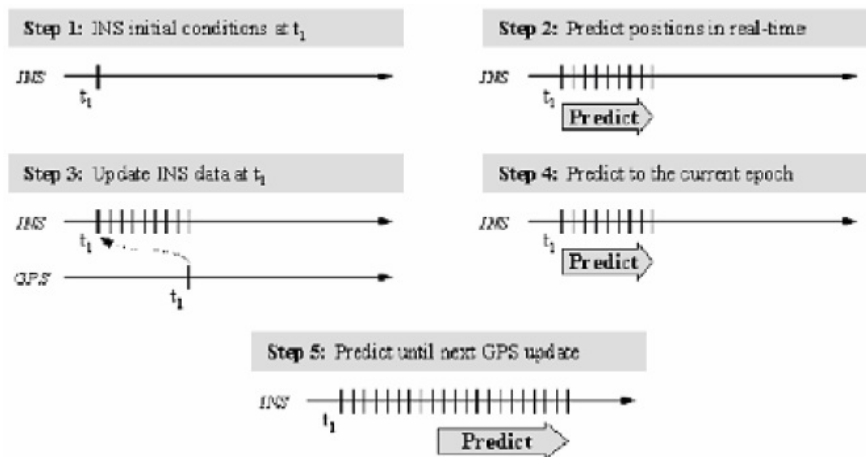 Step 1: INS initial conditions at t1
INS
t1
Step 2: Predict positions in real-time
INS
t1
Predict
Step 3: Update INS data at t1
INS
t1
GPS
t1
Step 4: Predict to the current epoch
INS
t1
Predict
Step 5: Predict until next GPS update
INS
t1
Predict